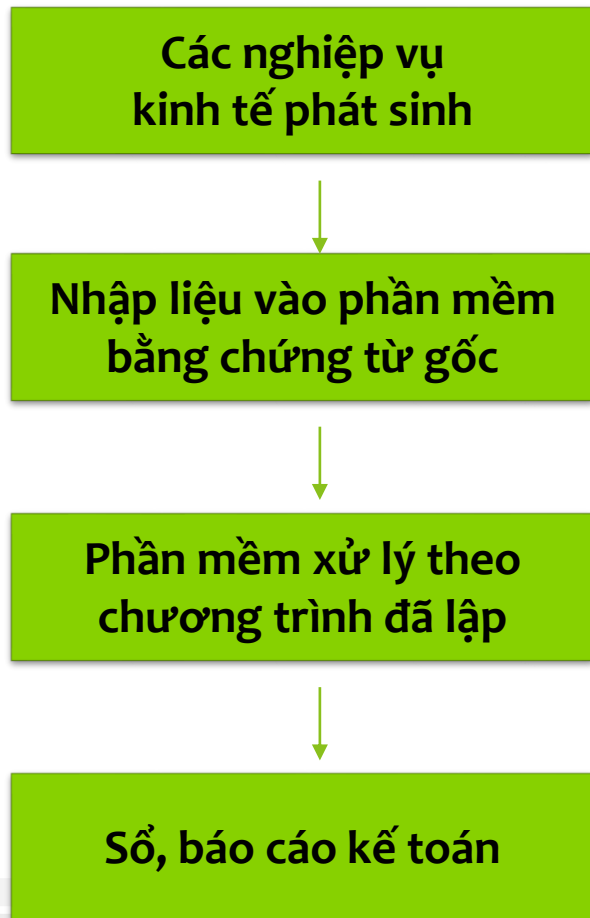 Các nghiệp vụ
kinh tế phát sinh
Nhập liệu vào phần mềm
bằng chứng từ gốc
Phần mềm xử lý theo
chương trình đã lập
Sổ, báo cáo kế toán